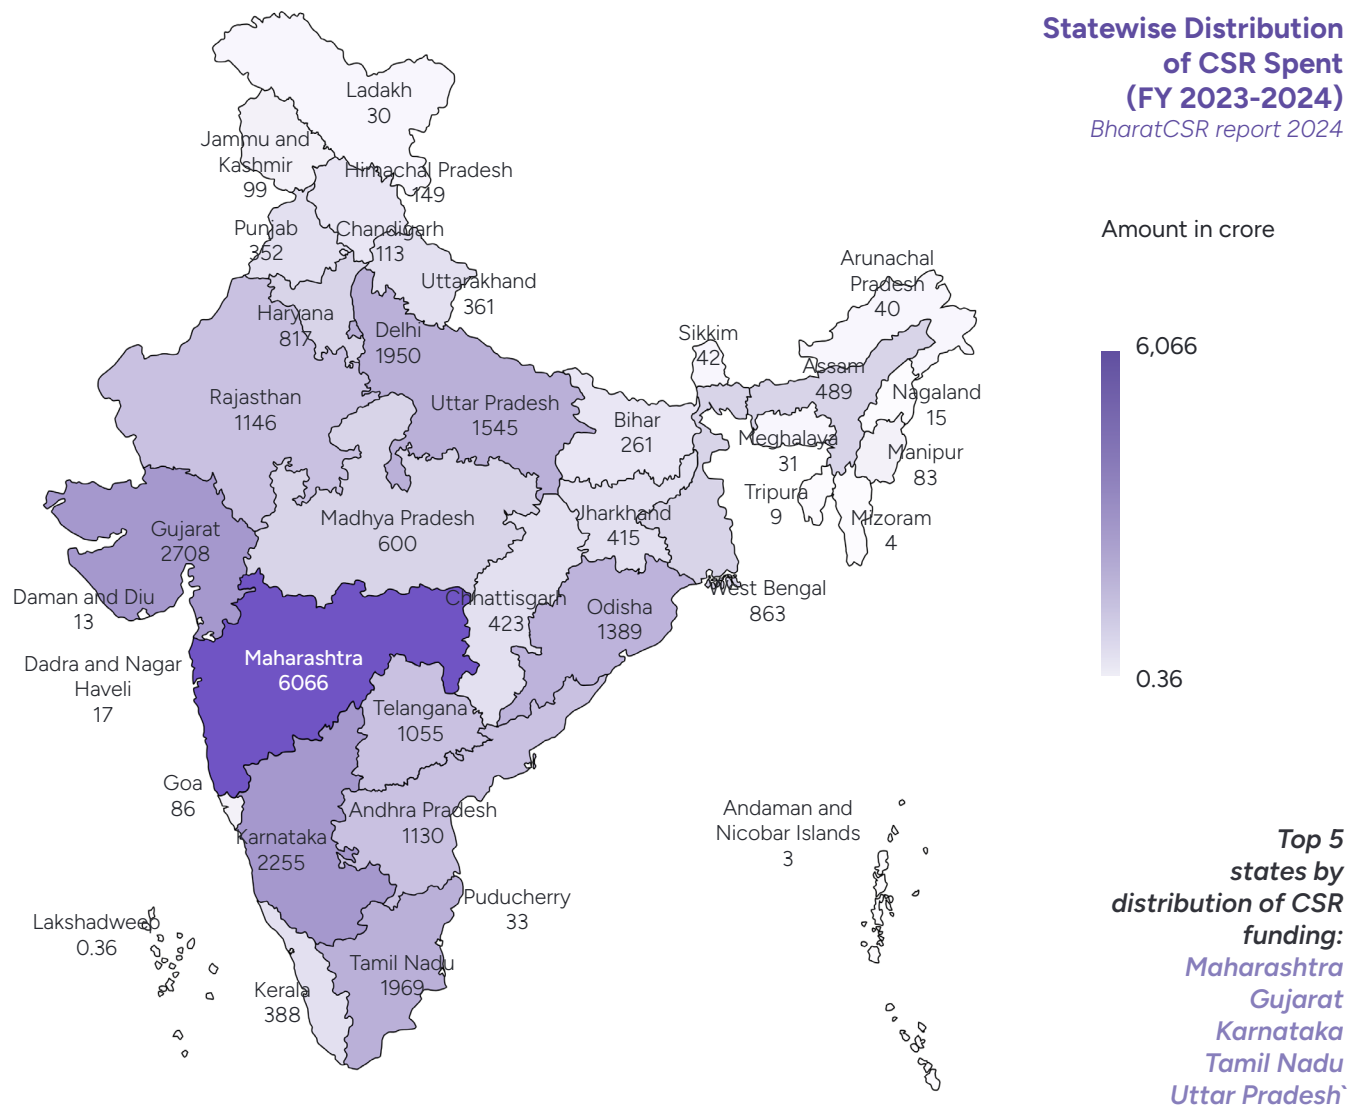 Statewise Distribution
of CSR Spent
(FY 2023-2024)
BharatCSR report 2024
Amount in crore
6,066
0.36
Ladakh
30
Jammu and
Kashmir
99
Himachal Pradesh
149
Punjab
352
Chandigarh
113
Uttarakhand
361
Haryana
817
Delhi
1950
Arunachal
Pradesh
40
Sikkim
42
Assam
489
Nagaland
15
Rajasthan
1146
Uttar Pradesh
1545
Bihar
261
Meghalaya
31
Manipur
83
Tripura
9
Mizoram
4
Gujarat
2708
Madhya Pradesh
600
Jharkhand
415
West Bengal
863
Daman and Diu
13
Chhattisgarh
423
Odisha
1389
Dadra and Nagar
Haveli
17
Maharashtra
6066
Telangana
1055
Goa
86
Andhra Pradesh
1130
Karnataka
2255
Andaman and
Nicobar Islands
3
Puducherry
33
Lakshadweep
0.36
Tamil Nadu
1969
Kerala
388
Top 5
states by
distribution of CSR
funding:
Maharashtra
Gujarat
Karnataka
Tamil Nadu
Uttar Pradesh`